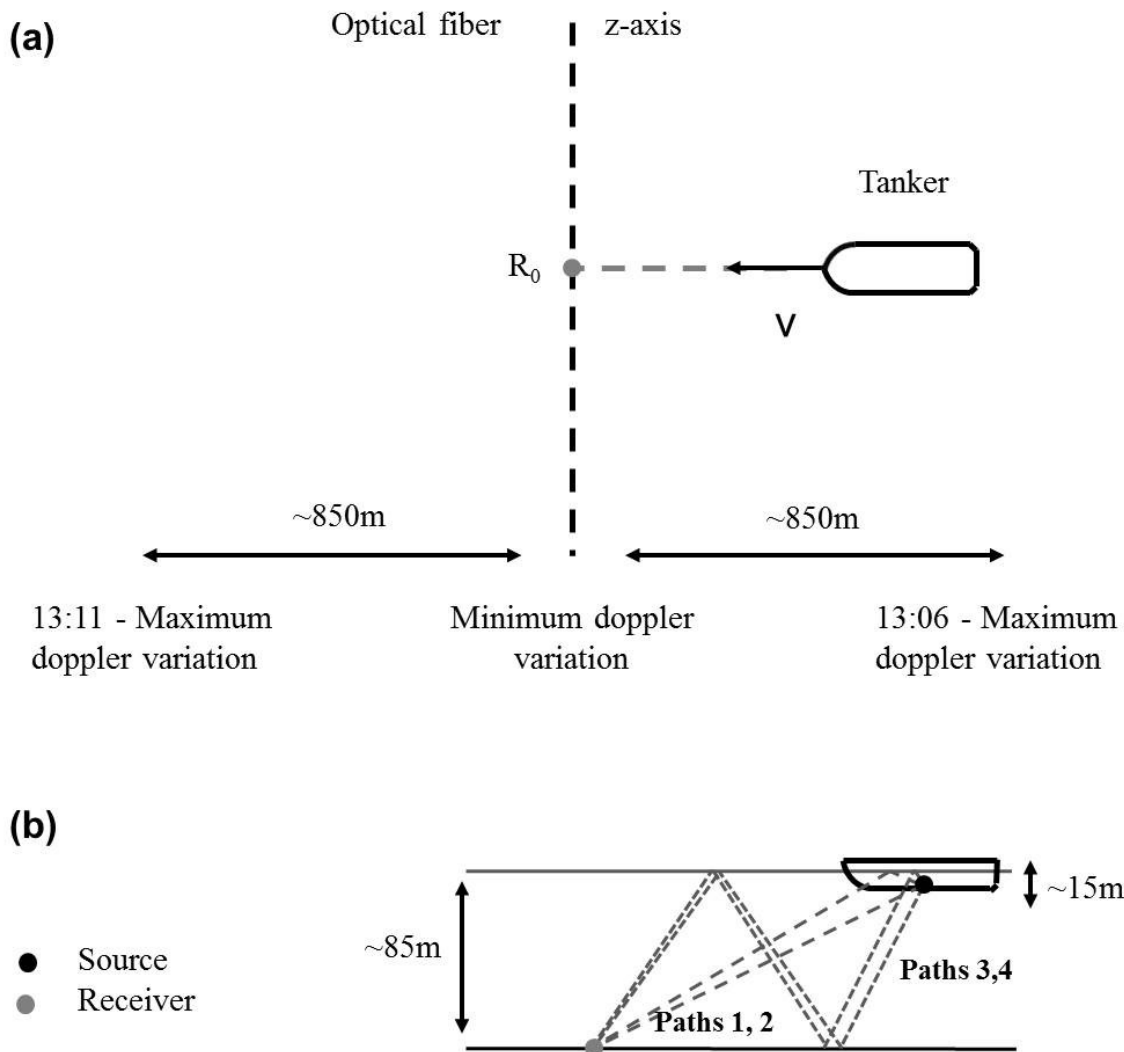 (a)
Optical fiber
z-axis
Tanker
R₀
V
~850m
~850m
13:11 - Maximum
doppler variation
Minimum doppler
variation
13:06 - Maximum
doppler variation
(b)
~15m
~85m
Source
Receiver
Paths 3,4
Paths 1, 2